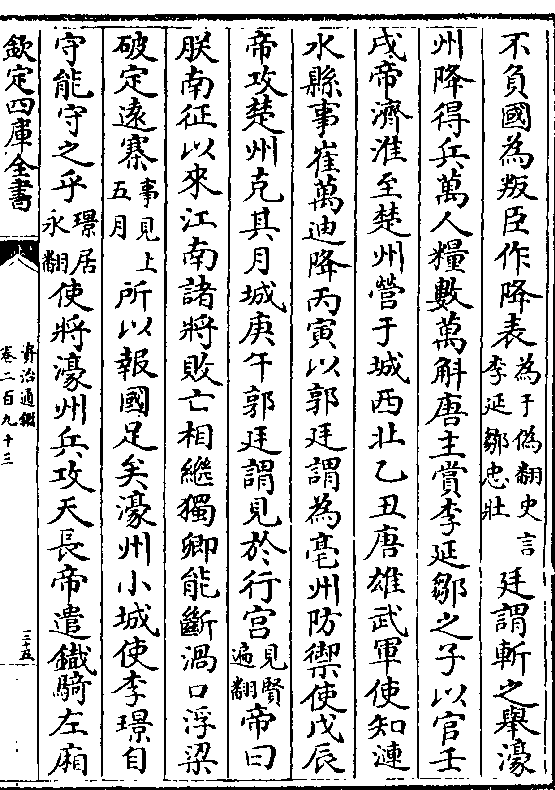 不負國為叛臣作降表為于偽翻史言李延鄒忠壯廷謂斬之舉濠
州降得兵萬人糧數萬斛唐主賞李延鄒之子以官壬
戌帝濟淮至楚州營于城西北乙丑唐雄武軍使知漣
水縣事崔萬迪降丙寅以郭廷謂為亳州防禦使戊辰
帝攻楚州克其月城庚午郭廷謂見於行宮見賢遍翻帝曰
朕南征以來江南諸將敗亡相繼獨卿能斷渦口浮梁
破定遠寨事見上五月所以報國足矣濠州小城使李璟自
守能守之乎璟居永翻使將濠州兵攻天長帝遣鐵騎左廂
欽定四庫全書
資治通鑑
卷二百九十三
三十五